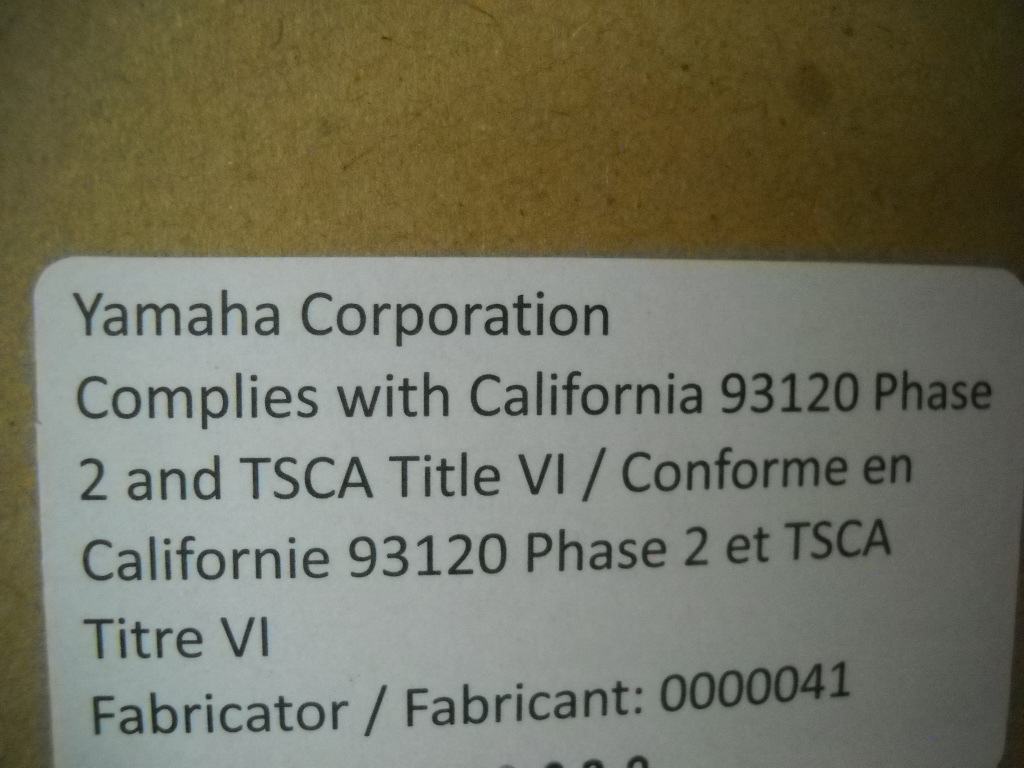 Yamaha Corporation
Complies with California 93120 Phase
2 and TSCA Title VI / Conforme en
Californie 93120 Phase 2 et TSCA
Titre VI
Fabricator / Fabricant: 0000041